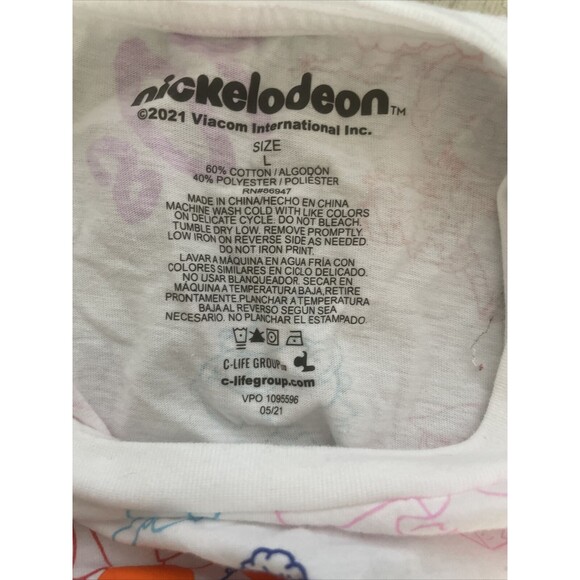 nickelodeon™
©2021 Viacom International Inc.
SIZE
L
60% COTTON / ALGODÓN
40% POLYESTER / POLIÉSTER
RN#66947
MADE IN CHINA/HECHO EN CHINA
MACHINE WASH COLD WITH LIKE COLORS
ON DELICATE CYCLE. DO NOT BLEACH.
TUMBLE DRY LOW. REMOVE PROMPTLY.
LOW IRON ON REVERSE SIDE AS NEEDED.
DO NOT IRON PRINT.
LAVAR A MÁQUINA EN AGUA FRÍA CON
COLORES SIMILARES EN CICLO DELICADO.
NO USAR BLANQUEADOR. SECAR EN
MÁQUINA A TEMPERATURA BAJA, RETIRE
PRONTAMENTE PLANCHAR A TEMPERATURA
BAJA AL REVERSO SEGÚN SEA
NECESARIO. NO PLANCHAR EL ESTAMPADO.
C-LIFE GROUP™ CL
c-lifegroup.com
VPO 1095596
05/21